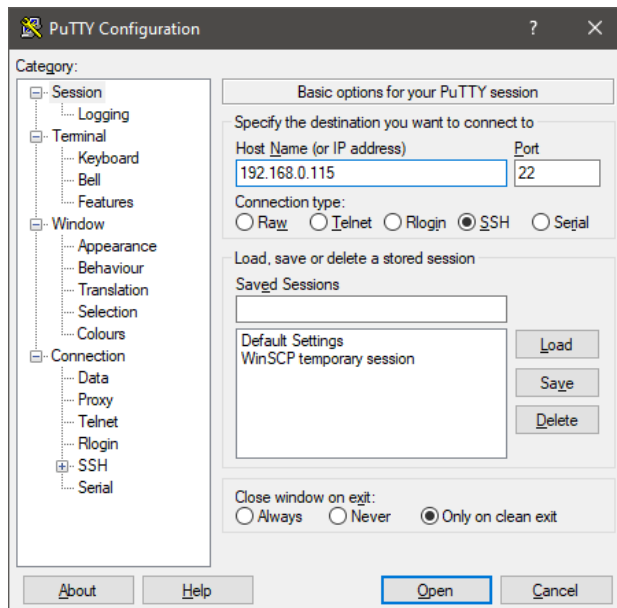 PuTTY Configuration
?
Category:
Session
Logging
Terminal
Keyboard
Bell
Features
Window
Appearance
Behaviour
Translation
Selection
Colours
Connection
Data
Proxy
Telnet
Rlogin
SSH
Serial
Basic options for your PuTTY session
Specify the destination you want to connect to
Host Name (or IP address) Port
192.168.0.115 22
Connection type:
Raw Telnet Rlogin SSH Serial
Load, save or delete a stored session
Saved Sessions
Default Settings
WinSCP temporary session
Load
Save
Delete
Close window on exit:
Always Never Only on clean exit
About Help Open Cancel